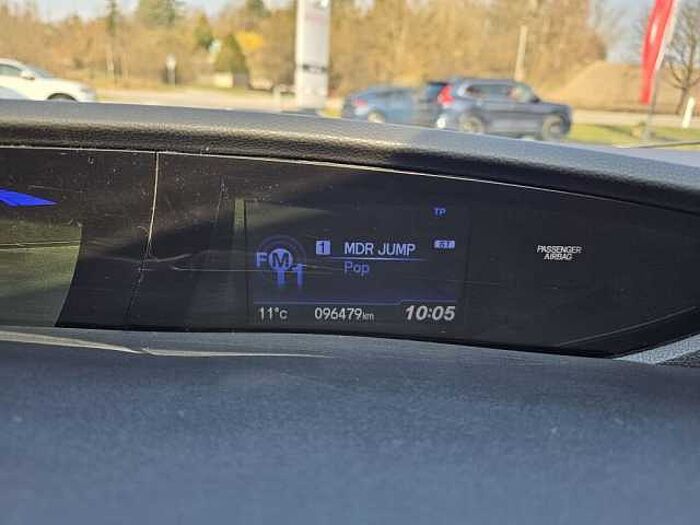 TP
1 MDR JUMP ST
FM1 Pop
11°C 096479km 10:05
PASSENGER
AIRBAG